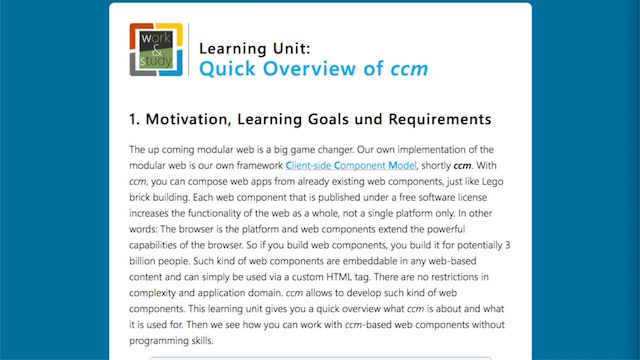 work
&
study
Learning Unit:
Quick Overview of ccm
1. Motivation, Learning Goals und Requirements
The up coming modular web is a big game changer. Our own implementation of the
modular web is our own framework Client-side Component Model, shortly ccm. With
ccm, you can compose web apps from already existing web components, just like Lego
brick building. Each web component that is published under a free software license
increases the functionality of the web as a whole, not a single platform only. In other
words: The browser is the platform and web components extend the powerful
capabilities of the browser. So if you build web components, you build it for potentially 3
billion people. Such kind of web components are embeddable in any web-based
content and can simply be used via a custom HTML tag. There are no restrictions in
complexity and application domain. ccm allows to develop such kind of web
components. This learning unit gives you a quick overview what ccm is about and what
it is used for. Then we see how you can work with ccm-based web components without
programming skills.